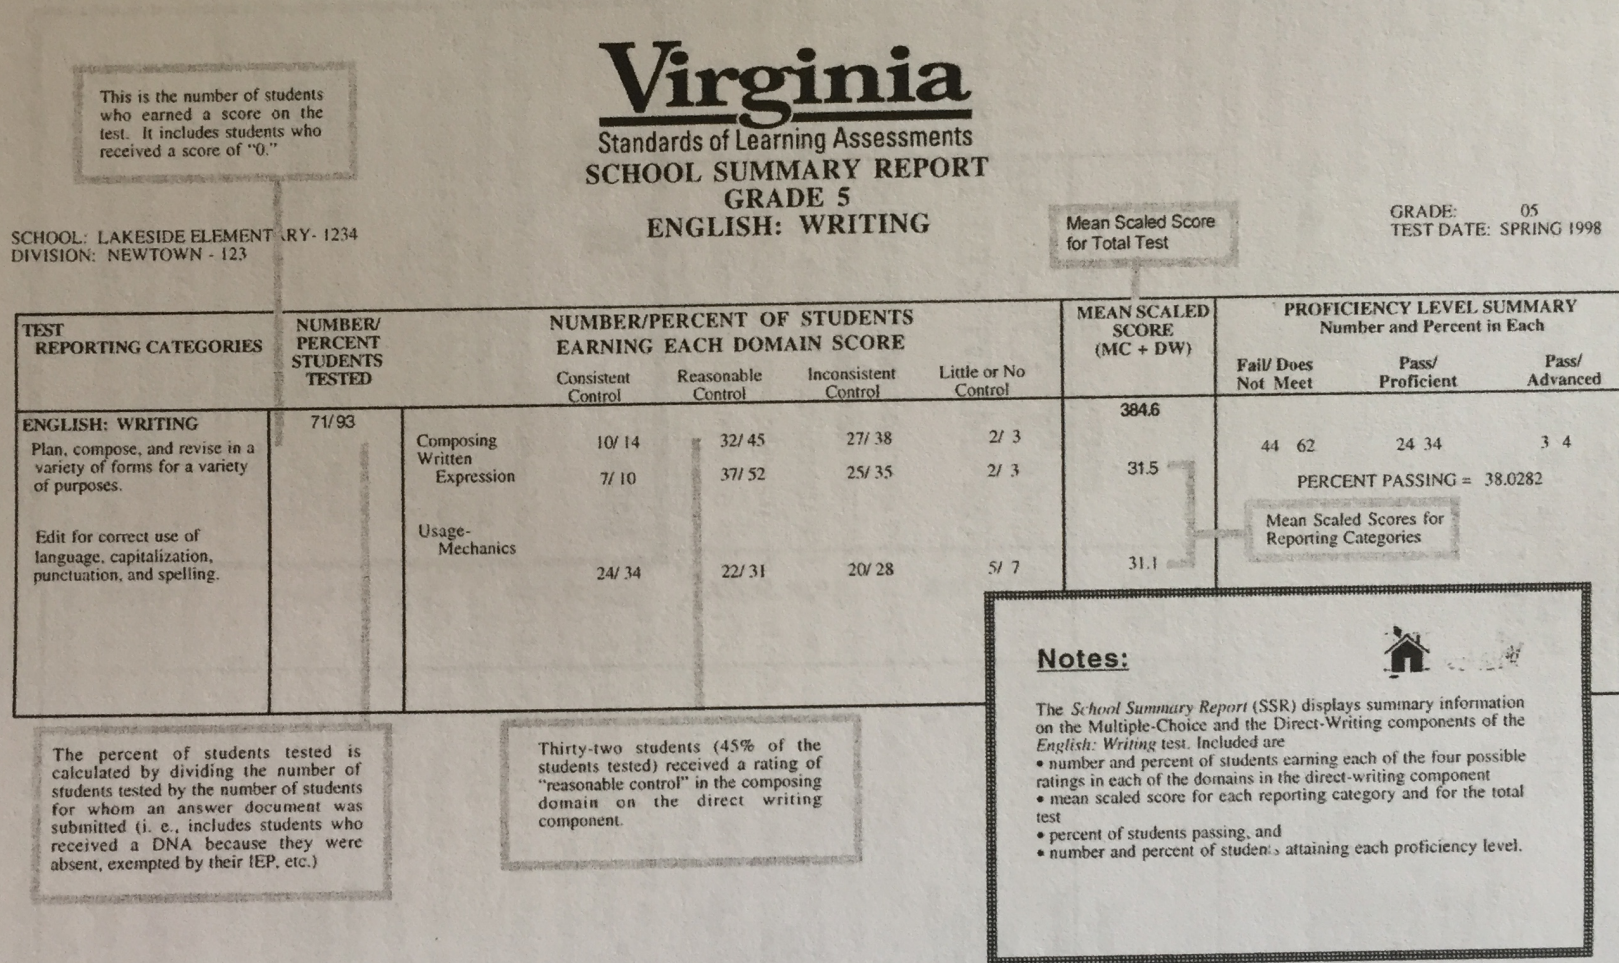 This is the number of students
who earned a score on the
test. It includes students who
received a score of "0."
Virginia
Standards of Learning Assessments
SCHOOL SUMMARY REPORT
GRADE 5
ENGLISH: WRITING
Mean Scaled Score
for Total Test
GRADE: 05
TEST DATE: SPRING 1998
SCHOOL: LAKESIDE ELEMENTARY- 1234
DIVISION: NEWTOWN - 123
TEST
REPORTING CATEGORIES
NUMBER/
PERCENT
STUDENTS
TESTED
NUMBER/PERCENT OF STUDENTS
EARNING EACH DOMAIN SCORE
Consistent
Control
Reasonable
Control
Inconsistent
Control
Little or No
Control
MEAN SCALED
SCORE
(MC + DW)
PROFICIENCY LEVEL SUMMARY
Number and Percent in Each
Fail/ Does
Not Meet
Pass/
Proficient
Pass/
Advanced
ENGLISH: WRITING 71/93 384.6
Plan, compose, and revise in a
variety of forms for a variety
of purposes.
Composing 10/ 14 32/ 45 27/ 38 2/ 3 44 62 24 34 3 4
Written
Expression 7/ 10 37/ 52 25/ 35 2/ 3 31.5
PERCENT PASSING = 38.0282
Mean Scaled Scores for
Reporting Categories
Edit for correct use of
language, capitalization,
punctuation, and spelling.
Usage-
Mechanics
24/ 34 22/ 31 20/ 28 5/ 7 31.1
The percent of students tested is
calculated by dividing the number of
students tested by the number of students
for whom an answer document was
submitted (i. e., includes students who
received a DNA because they were
absent, exempted by their IEP, etc.)
Thirty-two students (45% of the
students tested) received a rating of
"reasonable control" in the composing
domain on the direct writing
component.
Notes:
The School Summary Report (SSR) displays summary information
on the Multiple-Choice and the Direct-Writing components of the
English: Writing test. Included are
• number and percent of students earning each of the four possible
ratings in each of the domains in the direct-writing component
• mean scaled score for each reporting category and for the total
test
• percent of students passing, and
• number and percent of students attaining each proficiency level.